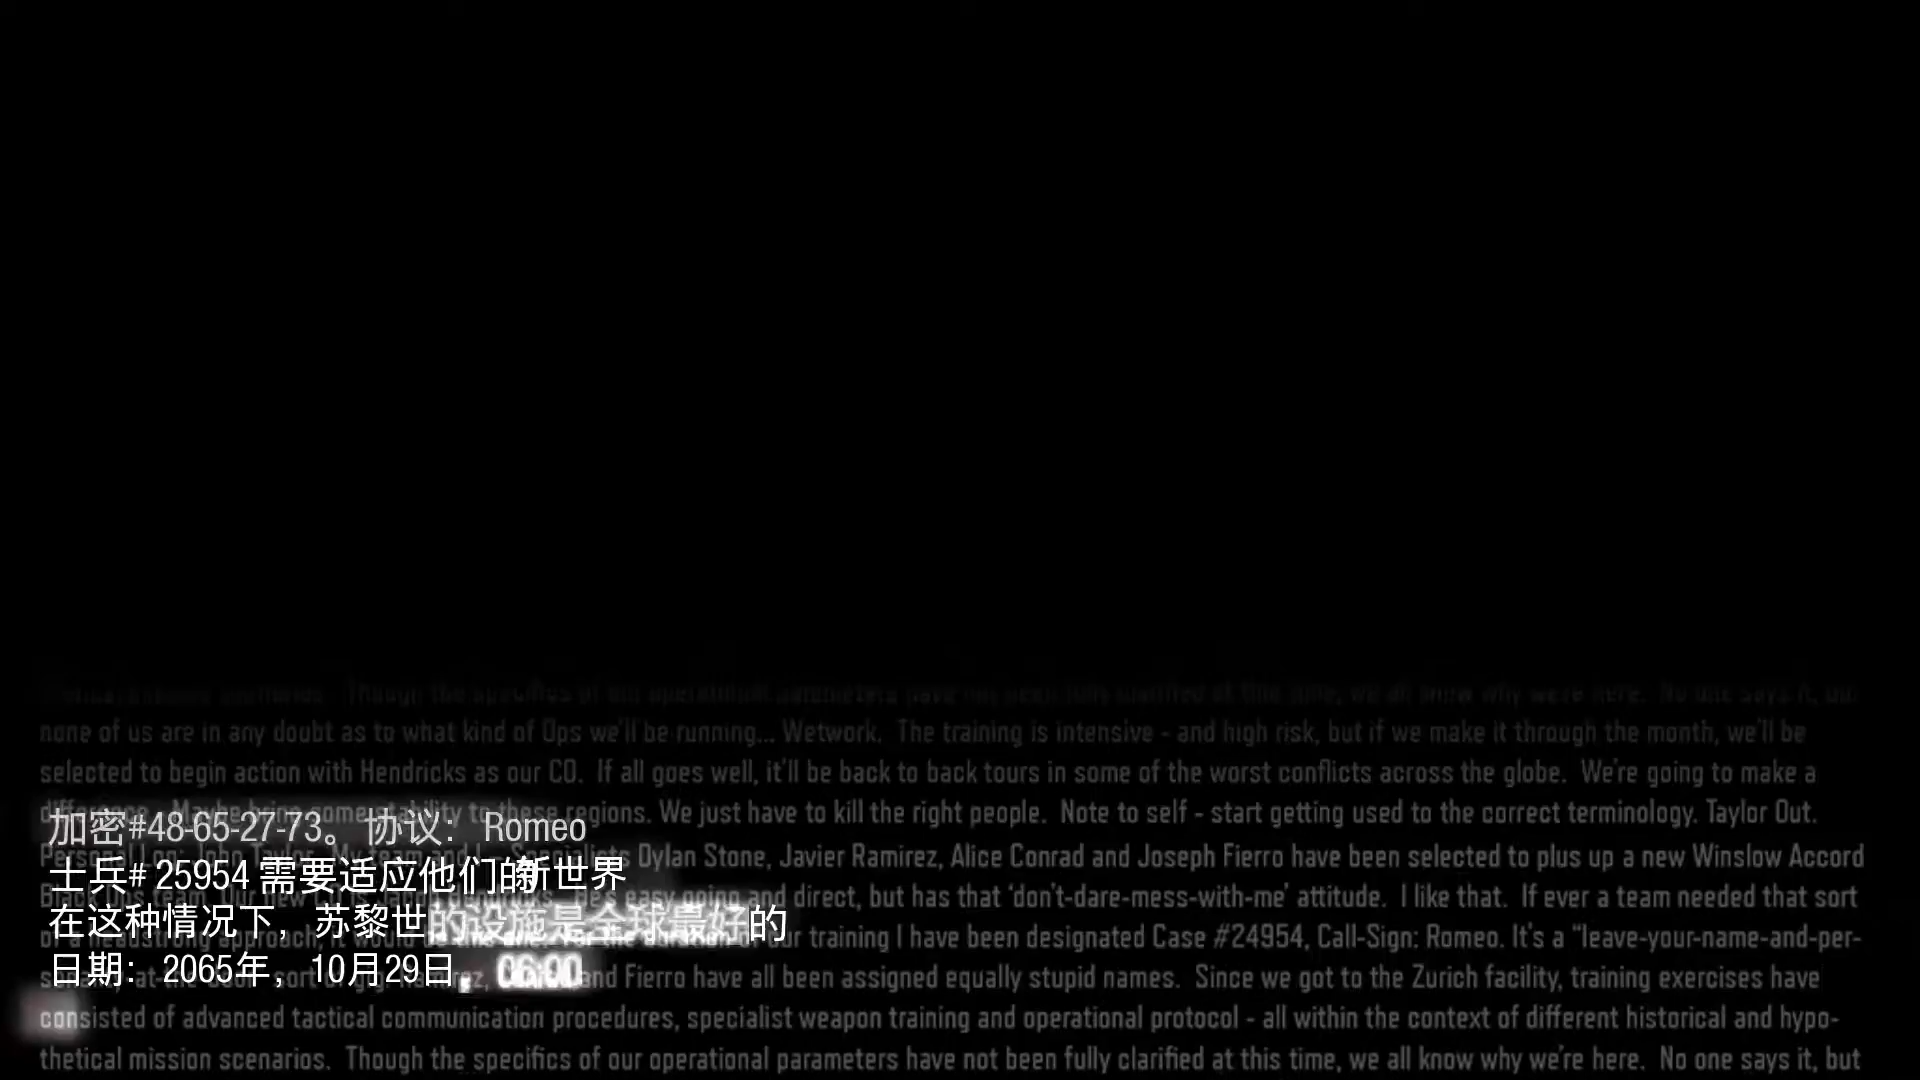 none of us are in any doubt as to what kind of Ops we'll be running... Wetwork. The training is intensive - and high risk, but if we make it through the month, we'll be
selected to begin action with Hendricks as our CO. If all goes well, it'll be back to back tours in some of the worst conflicts across the globe. We're going to make a
regions. We just have to kill the right people. Note to self - start getting used to the correct terminology. Taylor Out.
加密#48-65-27-73。 协议： Romeo
Dylan Stone, Javier Ramirez, Alice Conrad and Joseph Fierro have been selected to plus up a new Winslow Accord
士兵# 25954 需要适应他们的新世界
and direct, but has that 'don't-dare-mess-with-me' attitude. I like that. If ever a team needed that sort
在这种情况下，苏黎世的设施是全球最好的
training I have been designated Case #24954, Call-Sign: Romeo. It's a “leave-your-name-and-per-
日期：2065年，10月29日，06:00
and Fierro have all been assigned equally stupid names. Since we got to the Zurich facility, training exercises have
consisted of advanced tactical communication procedures, specialist weapon training and operational protocol - all within the context of different historical and hypo-
thetical mission scenarios. Though the specifics of our operational parameters have not been fully clarified at this time, we all know why we're here. No one says it, but